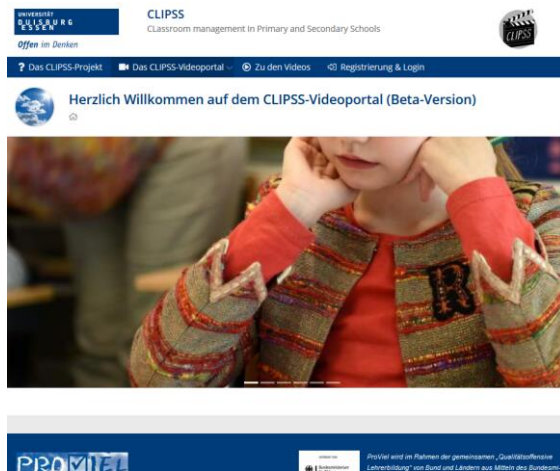 UNIVERSITÄT
DUISBURG
ESSEN
Offen im Denken
CLIPSS
CLassroom management in Primary and Secondary Schools
CLIPSS
? Das CLIPSS-Projekt Das CLIPSS-Videoportal Zu den Videos Registrierung & Login
Herzlich Willkommen auf dem CLIPSS-Videoportal (Beta-Version)
R
PROVIEL
Bundesministerium
ProViel wird im Rahmen der gemeinsamen „Qualitätsoffensive
Lehrerbildung" von Bund und Ländern aus Mitteln des